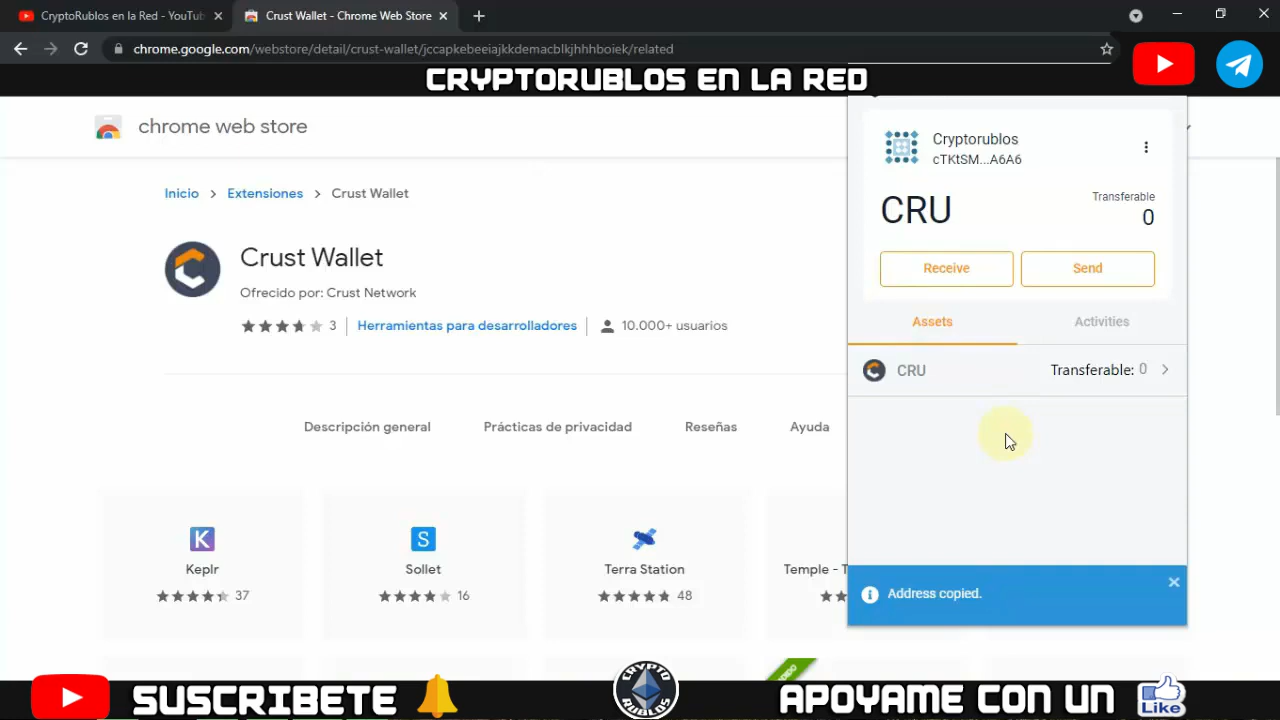 CryptoRublos en la Red - YouTub
Crust Wallet - Chrome Web Store
chrome.google.com/webstore/detail/crust-wallet/jccapkebeeiajkkdemacblkjhhhboiek/related
CRYPTORUBLOS EN LA RED
chrome web store
Inicio > Extensiones > Crust Wallet
Crust Wallet
Ofrecido por: Crust Network
3 Herramientas para desarrolladores 10.000+ usuarios
Descripción general Prácticas de privacidad Reseñas Ayuda
K S
Keplr Sollet Terra Station Temple - T
37 16 48
Cryptorublos
cTKtSM...A6A6
CRU Transferable
0
Receive Send
Assets Activities
CRU Transferable: 0
Address copied.
SUSCRIBETE
CRYPTO
RUBLOS
APOYAME CON UN
Like